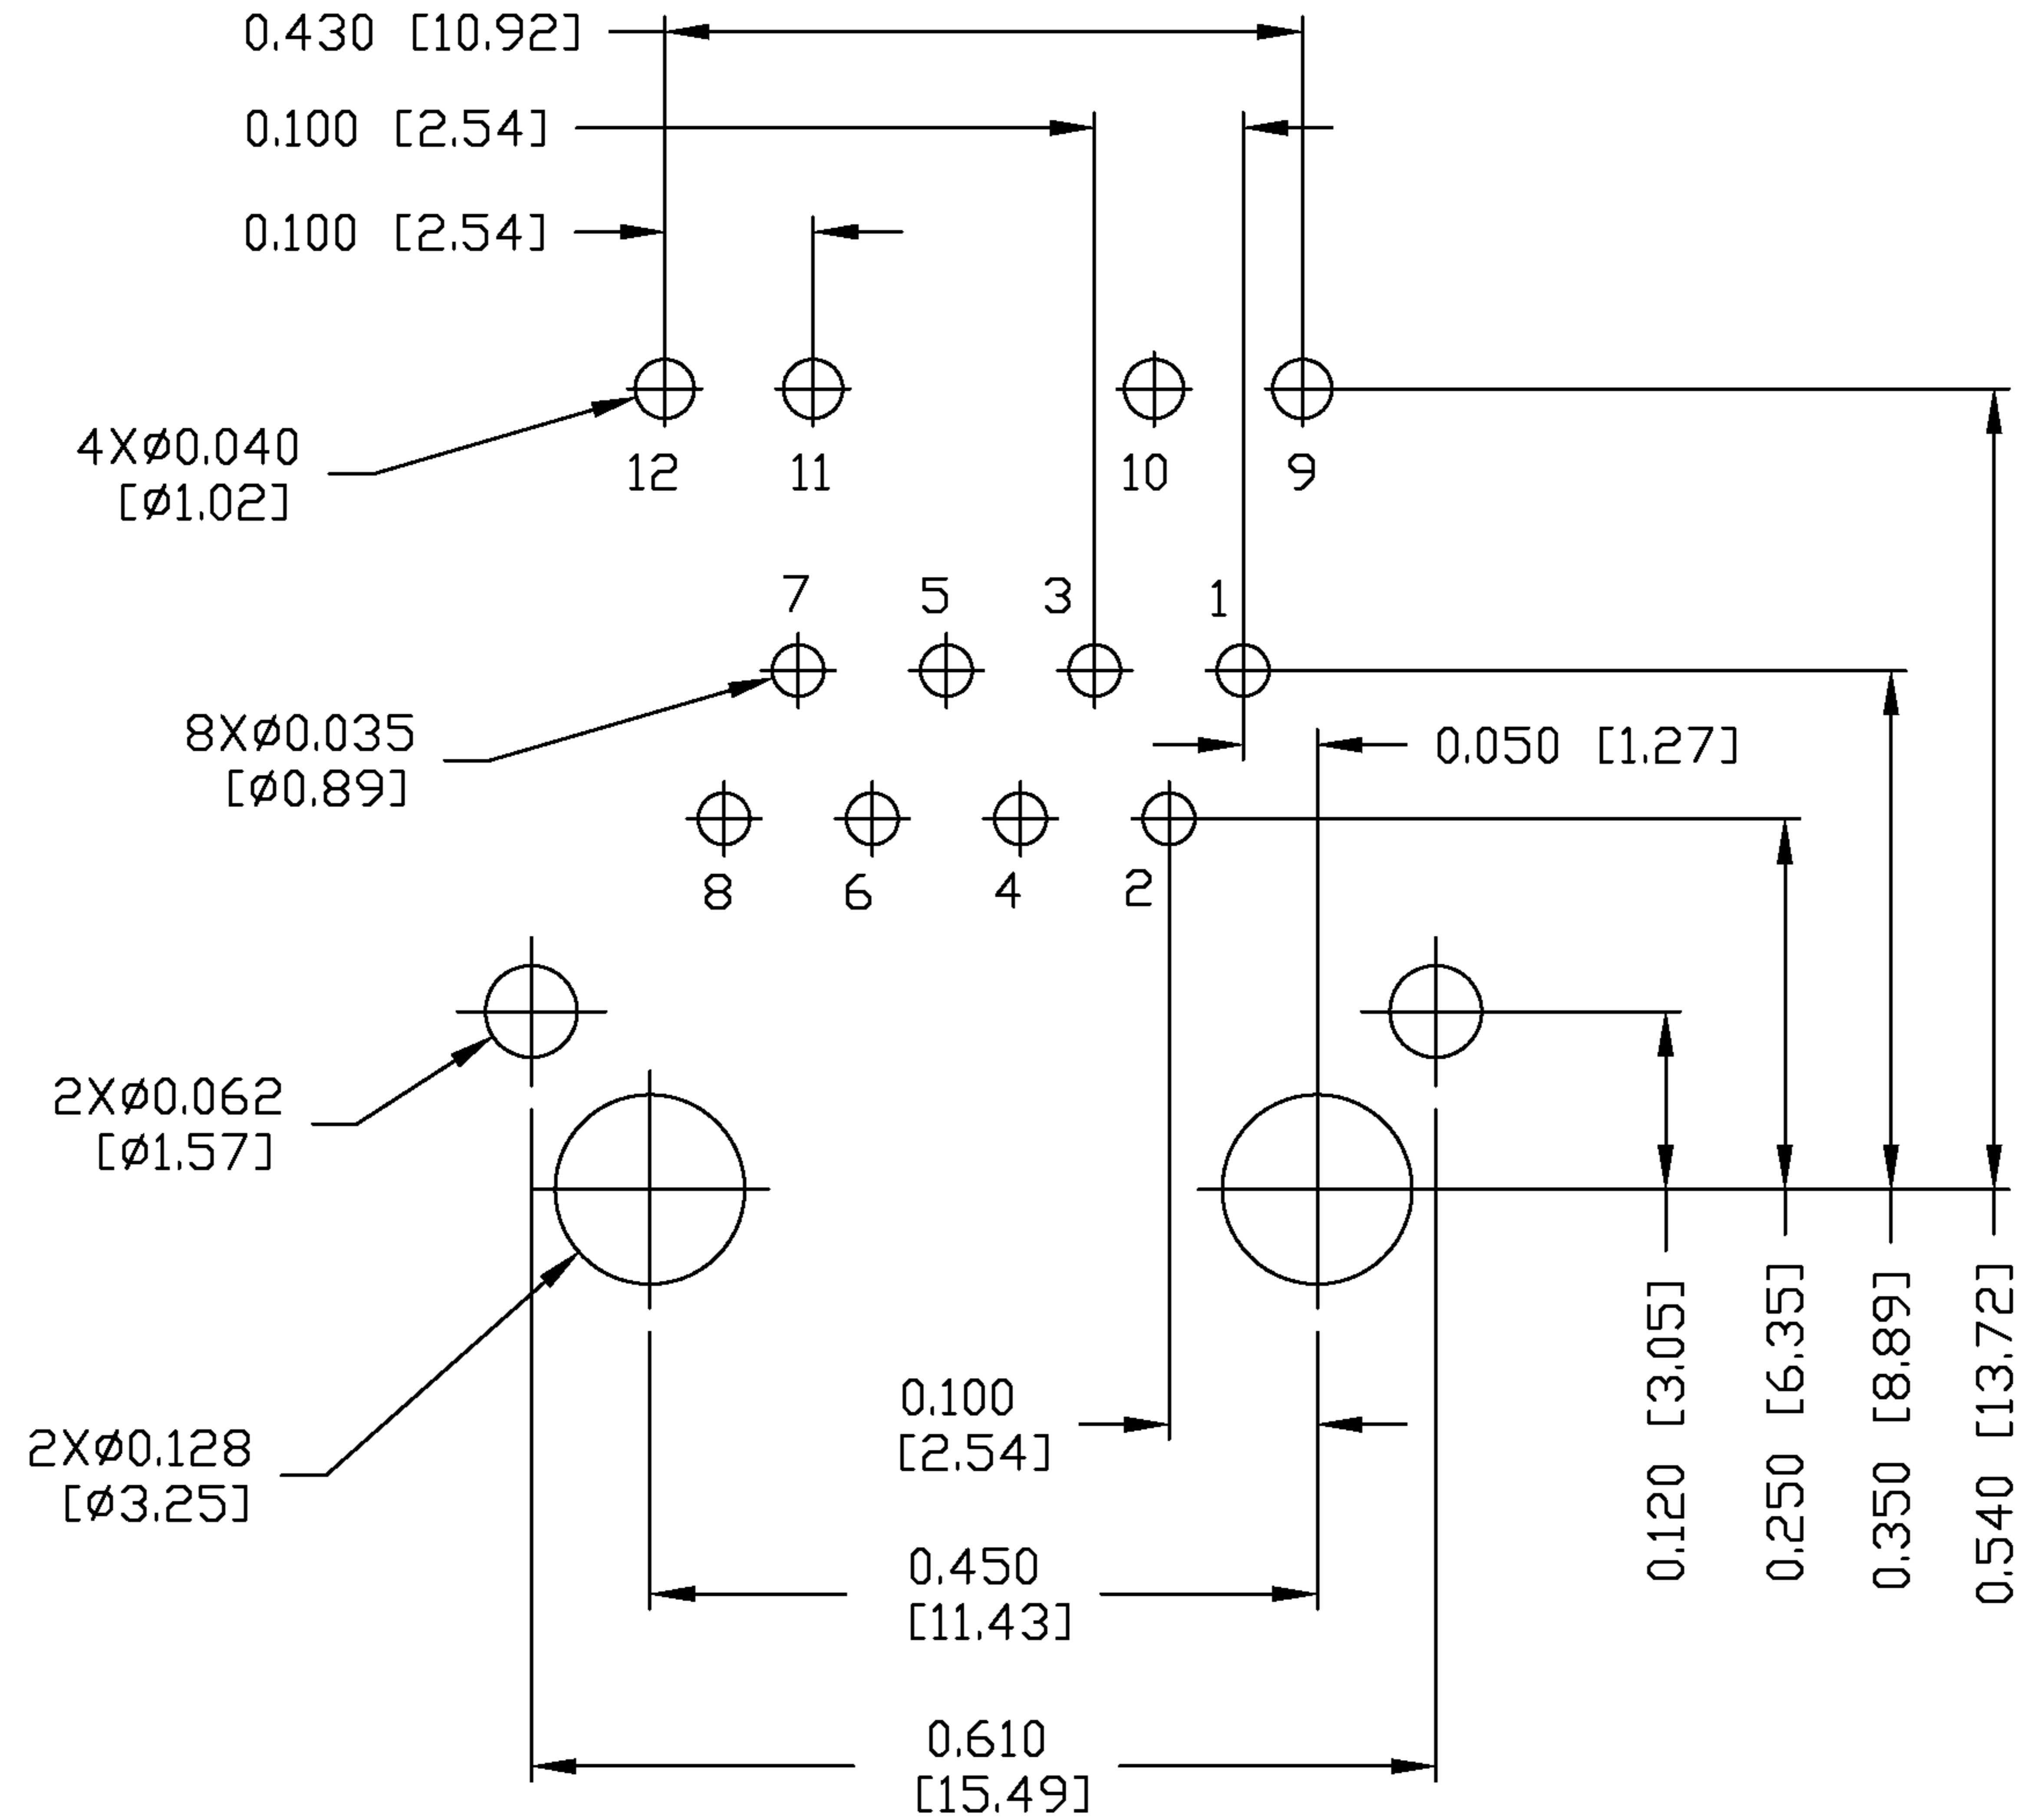 0.430 [10.92]
0.100 [2.54]
0.100 [2.54]
4XØ0.040
[Ø1.02]
12 11 10 9
7 5 3 1
8XØ0.035
[Ø0.89]
0.050 [1.27]
8 6 4 2
2XØ0.062
[Ø1.57]
2XØ0.128
[Ø3.25]
0.100
[2.54]
0.450
[11.43]
0.610
[15.49]
0.120 [3.05]
0.250 [6.35]
0.350 [8.89]
0.540 [13.72]